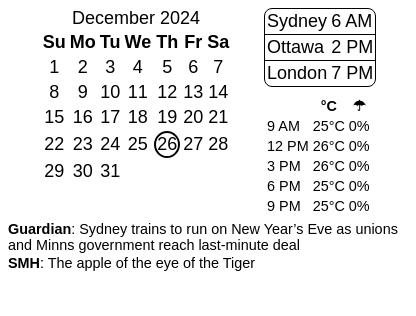 December 2024
Su Mo Tu We Th Fr Sa
1 2 3 4 5 6 7
8 9 10 11 12 13 14
15 16 17 18 19 20 21
22 23 24 25 26 27 28
29 30 31
Sydney 6 AM
Ottawa 2 PM
London 7 PM
°C ☂
9 AM 25°C 0%
12 PM 26°C 0%
3 PM 26°C 0%
6 PM 25°C 0%
9 PM 25°C 0%
Guardian: Sydney trains to run on New Year’s Eve as unions
and Minns government reach last-minute deal
SMH: The apple of the eye of the Tiger